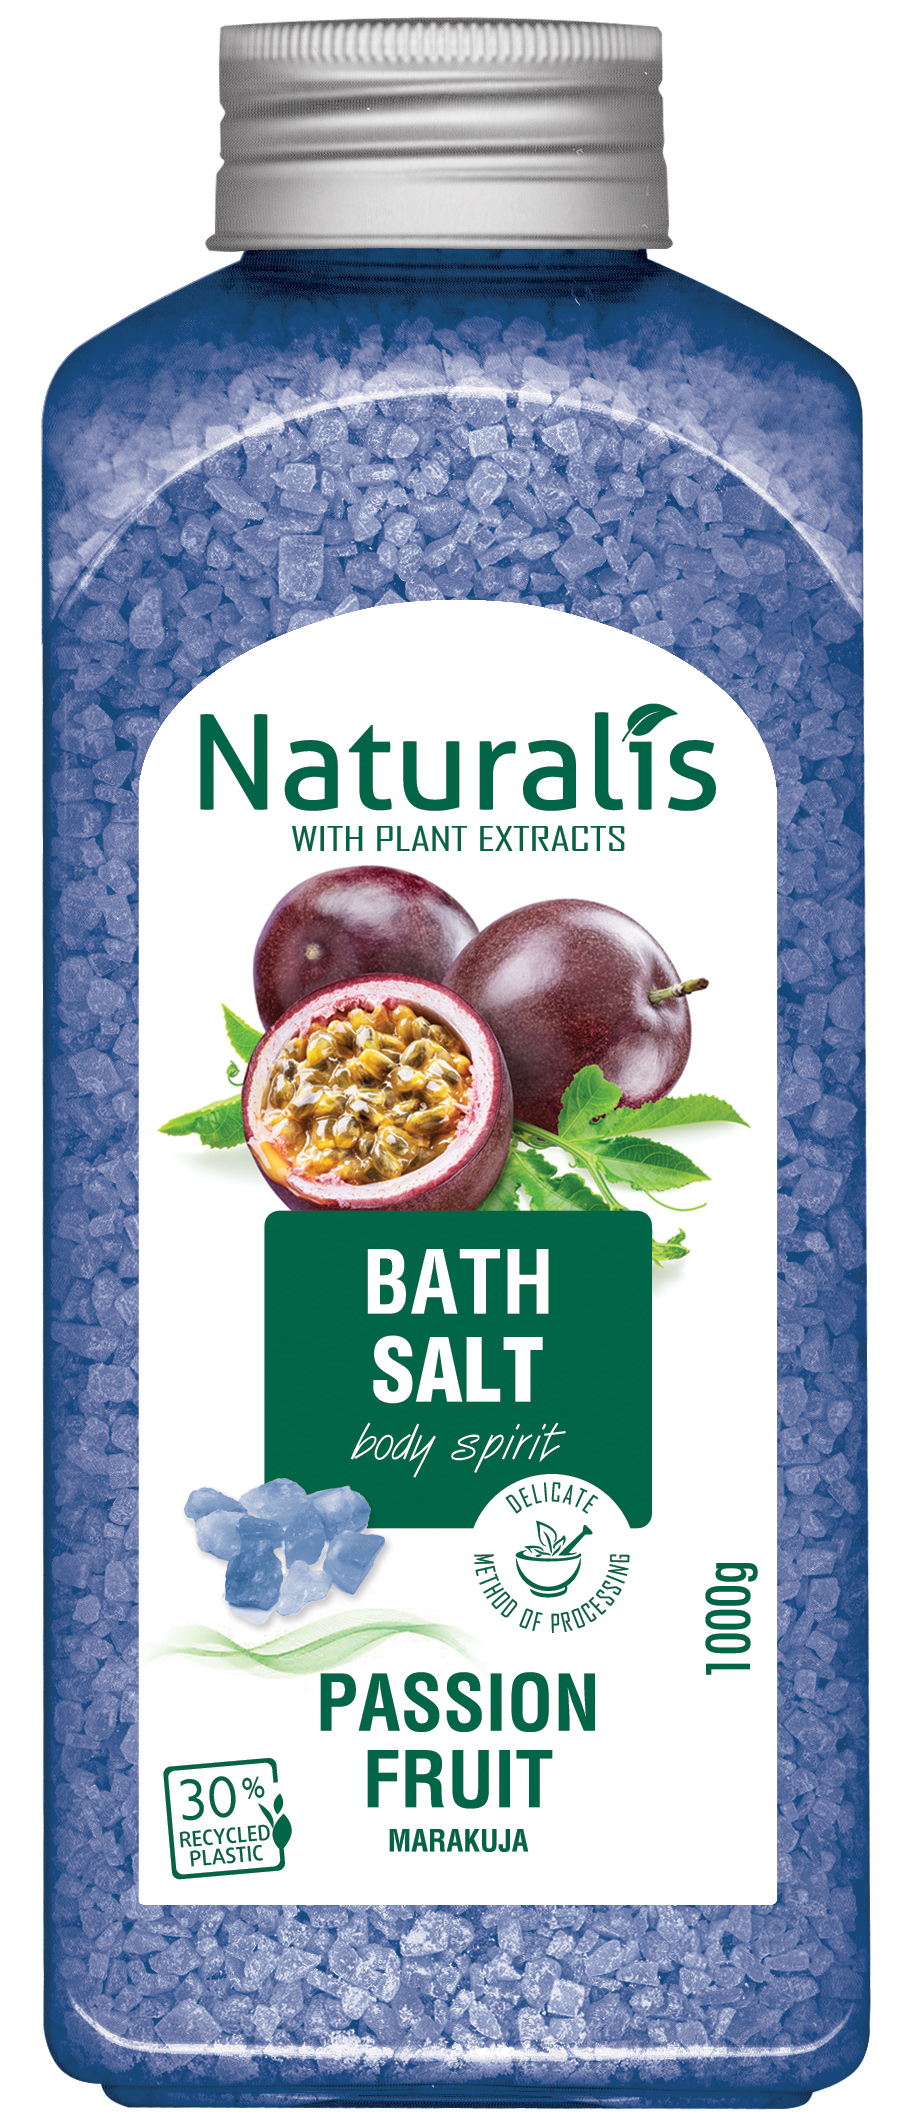 Naturalis
WITH PLANT EXTRACTS
BATH
SALT
body spirit
DELICATE
METHOD OF PROCESSING
1000g
PASSION
FRUIT
MARAKUJA
30%
RECYCLED
PLASTIC